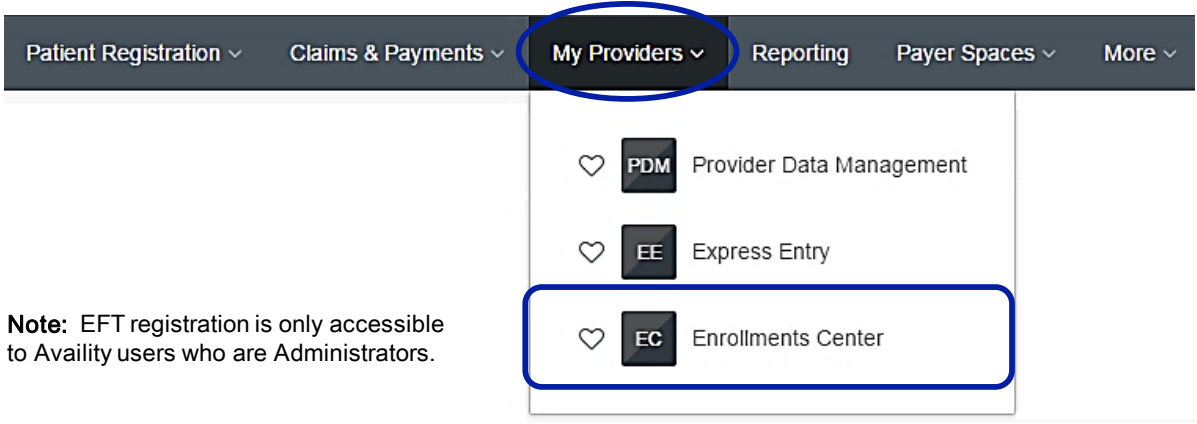 Patient Registration Claims & Payments My Providers Reporting Payer Spaces More
PDM Provider Data Management
EE Express Entry
EC Enrollments Center
Note: EFT registration is only accessible
to Availity users who are Administrators.